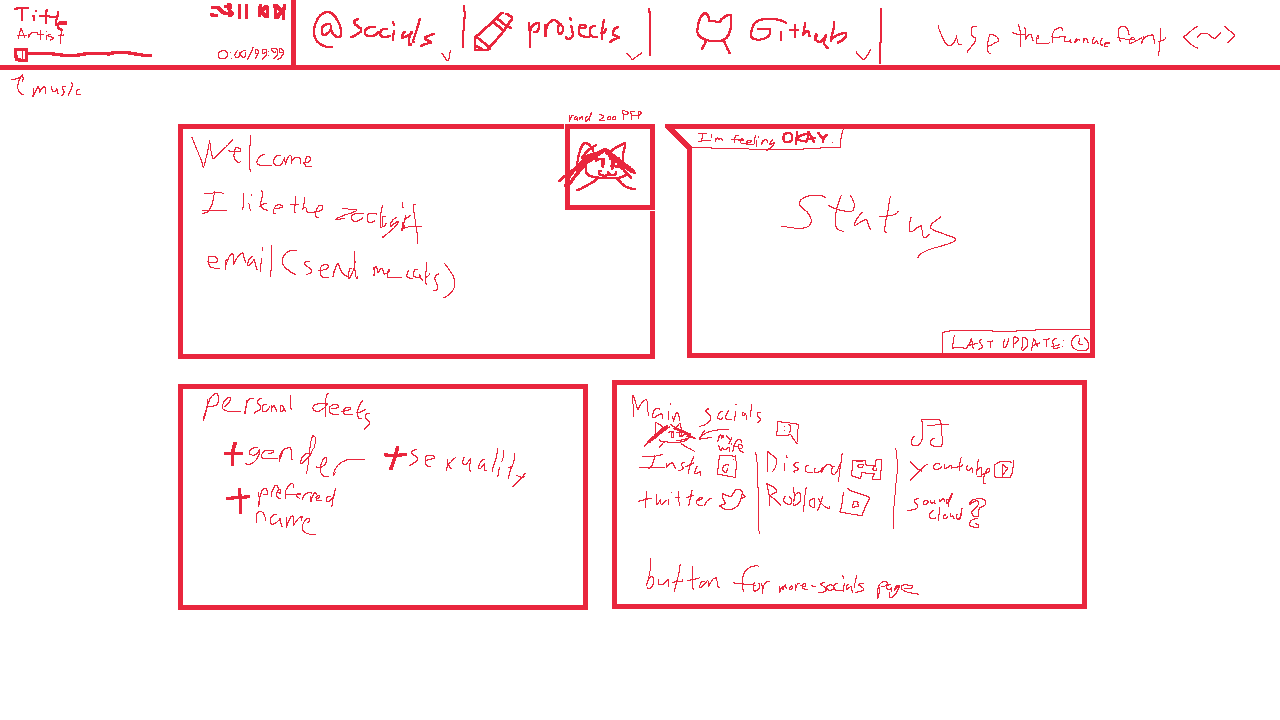 Title
Artist
0:00/99:99
@socials
projects
Github
use the furnace font <~>
↑ music
rand 200 PFP
Welcome
I like the
email (send me cats)
I'm feeling OKAY.
Status
LAST UPDATE:
personal deets
+gender +sexuality
+preferred
name
Main socials
my
wife
Insta Discord youtube
twitter Roblox sound
cloud?
button for more-socials page